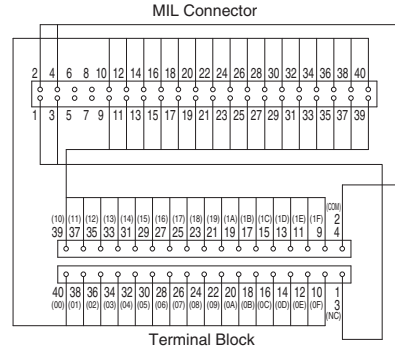 MIL Connector
2 4 6 8 10 12 14 16 18 20 22 24 26 28 30 32 34 36 38 40
1 3 5 7 9 11 13 15 17 19 21 23 25 27 29 31 33 35 37 39
(10) (11) (12) (13) (14) (15) (16) (17) (18) (19) (1A) (1B) (1C) (1D) (1E) (1F) (COM) 2
39 37 35 33 31 29 27 25 23 21 19 17 15 13 11 9 4
40 38 36 34 32 30 28 26 24 22 20 18 16 14 12 10 1
(00) (01) (02) (03) (04) (05) (06) (07) (08) (09) (0A) (0B) (0C) (0D) (0E) (0F) 3
(NC)
Terminal Block